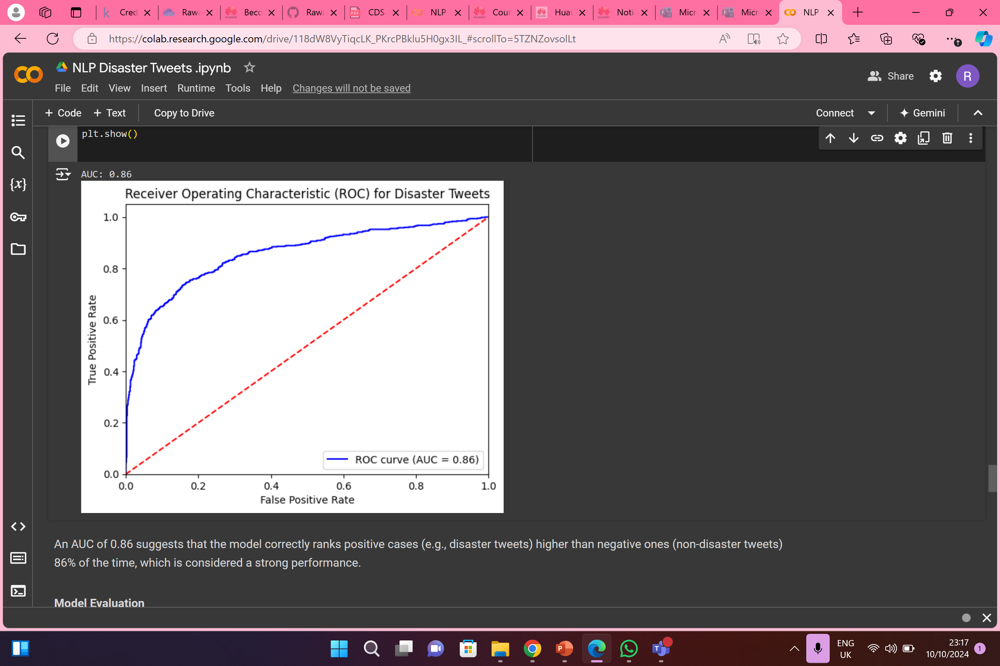 Cred
Raw
Beco
Raw
CDS
NLP
Cour
Hua
Noti
Micr
Micr
NLP
https://colab.research.google.com/drive/118dW8VyTiqcLK_PKrcPBklu5H0gx3IL_#scrollTo=5TZNZovsolLt
NLP Disaster Tweets .ipynb
Share
R
File Edit View Insert Runtime Tools Help Changes will not be saved
+ Code + Text Copy to Drive
Connect
Gemini
plt.show()
AUC: 0.86
Receiver Operating Characteristic (ROC) for Disaster Tweets
1.0
0.8
0.6
0.4
0.2
0.0
True Positive Rate
ROC curve (AUC = 0.86)
0.0 0.2 0.4 0.6 0.8 1.0
False Positive Rate
An AUC of 0.86 suggests that the model correctly ranks positive cases (e.g., disaster tweets) higher than negative ones (non-disaster tweets)
86% of the time, which is considered a strong performance.
Model Evaluation
ENG
UK
23:17
10/10/2024
1